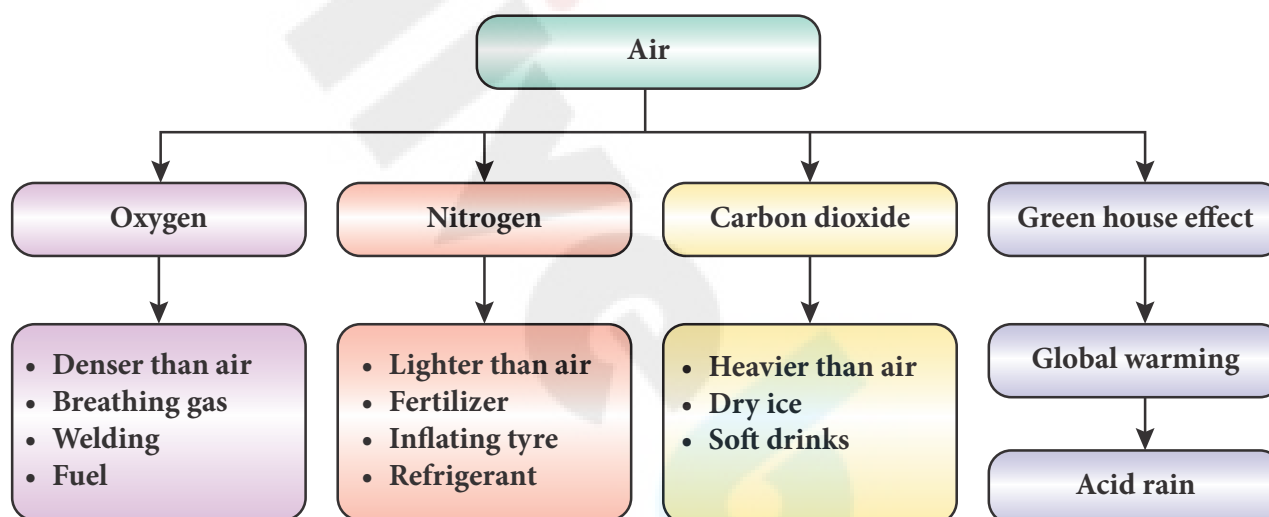 Air
Oxygen
Nitrogen
Carbon dioxide
Green house effect
• Denser than air
• Breathing gas
• Welding
• Fuel
• Lighter than air
• Fertilizer
• Inflating tyre
• Refrigerant
• Heavier than air
• Dry ice
• Soft drinks
Global warming
Acid rain